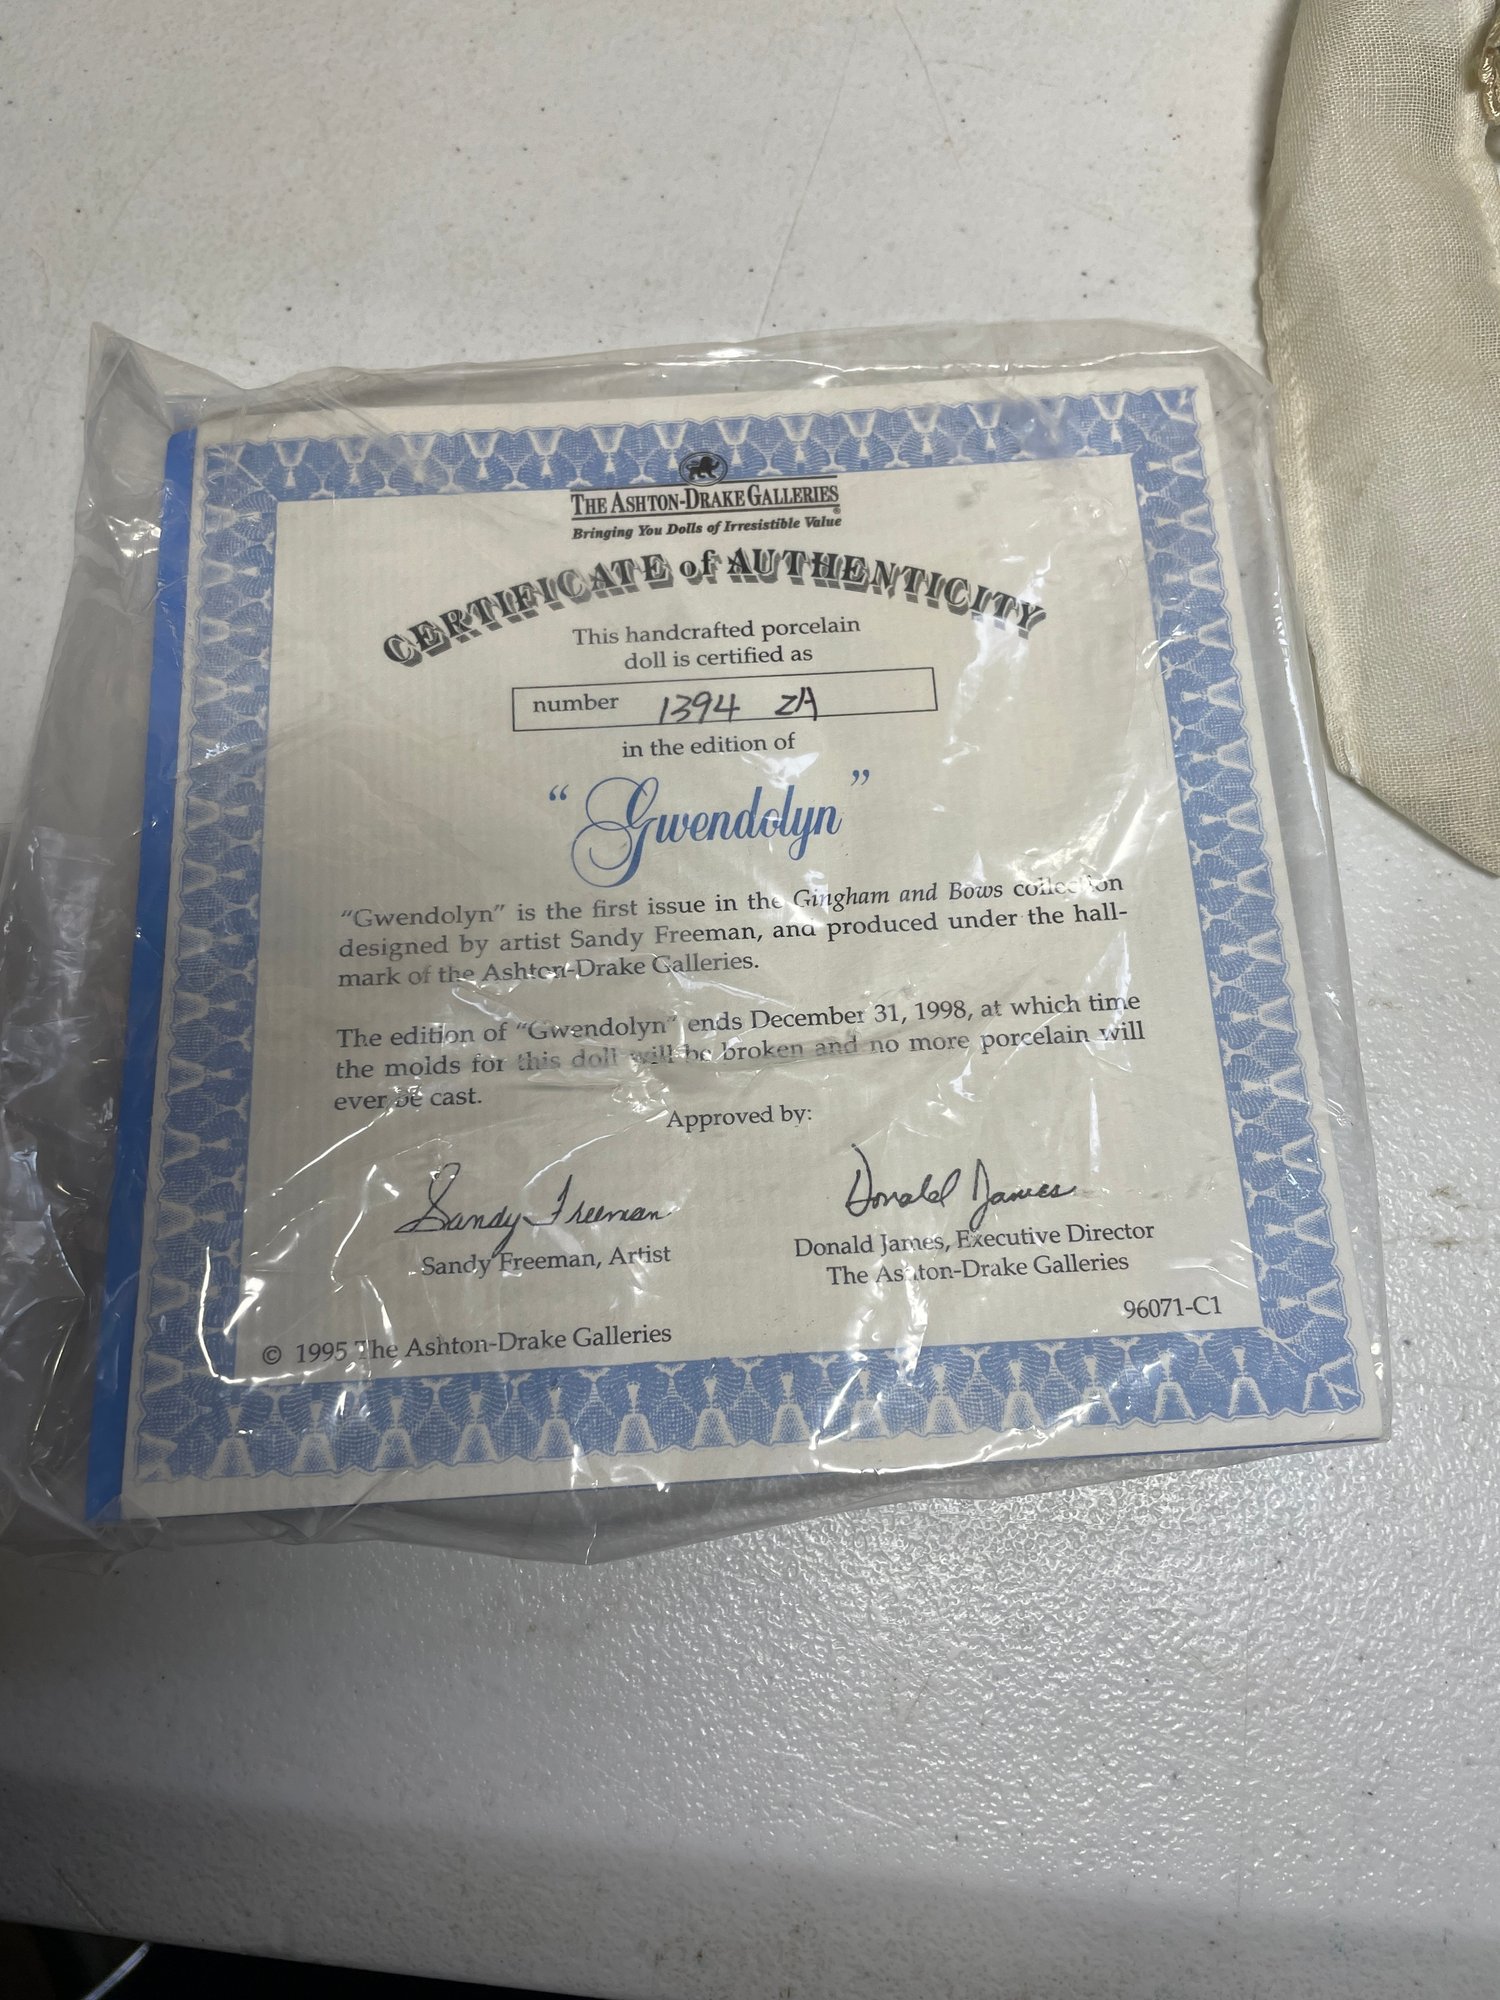 THE ASHTON-DRAKE GALLERIES
®
Bringing You Dolls of Irresistible Value
CERTIFICATE of AUTHENTICITY
This handcrafted porcelain
doll is certified as
number 1394 ZA
in the edition of
“Gwendolyn”
“Gwendolyn” is the first issue in the Gingham and Bows collection
designed by artist Sandy Freeman, and produced under the hall-
mark of the Ashton-Drake Galleries.
The edition of “Gwendolyn” ends December 31, 1998, at which time
the molds for this doll will be broken and no more porcelain will
ever be cast.
Approved by:
Sandy Freeman
Donald James
Sandy Freeman, Artist
Donald James, Executive Director
The Ashton-Drake Galleries
96071-C1
© 1995 The Ashton-Drake Galleries